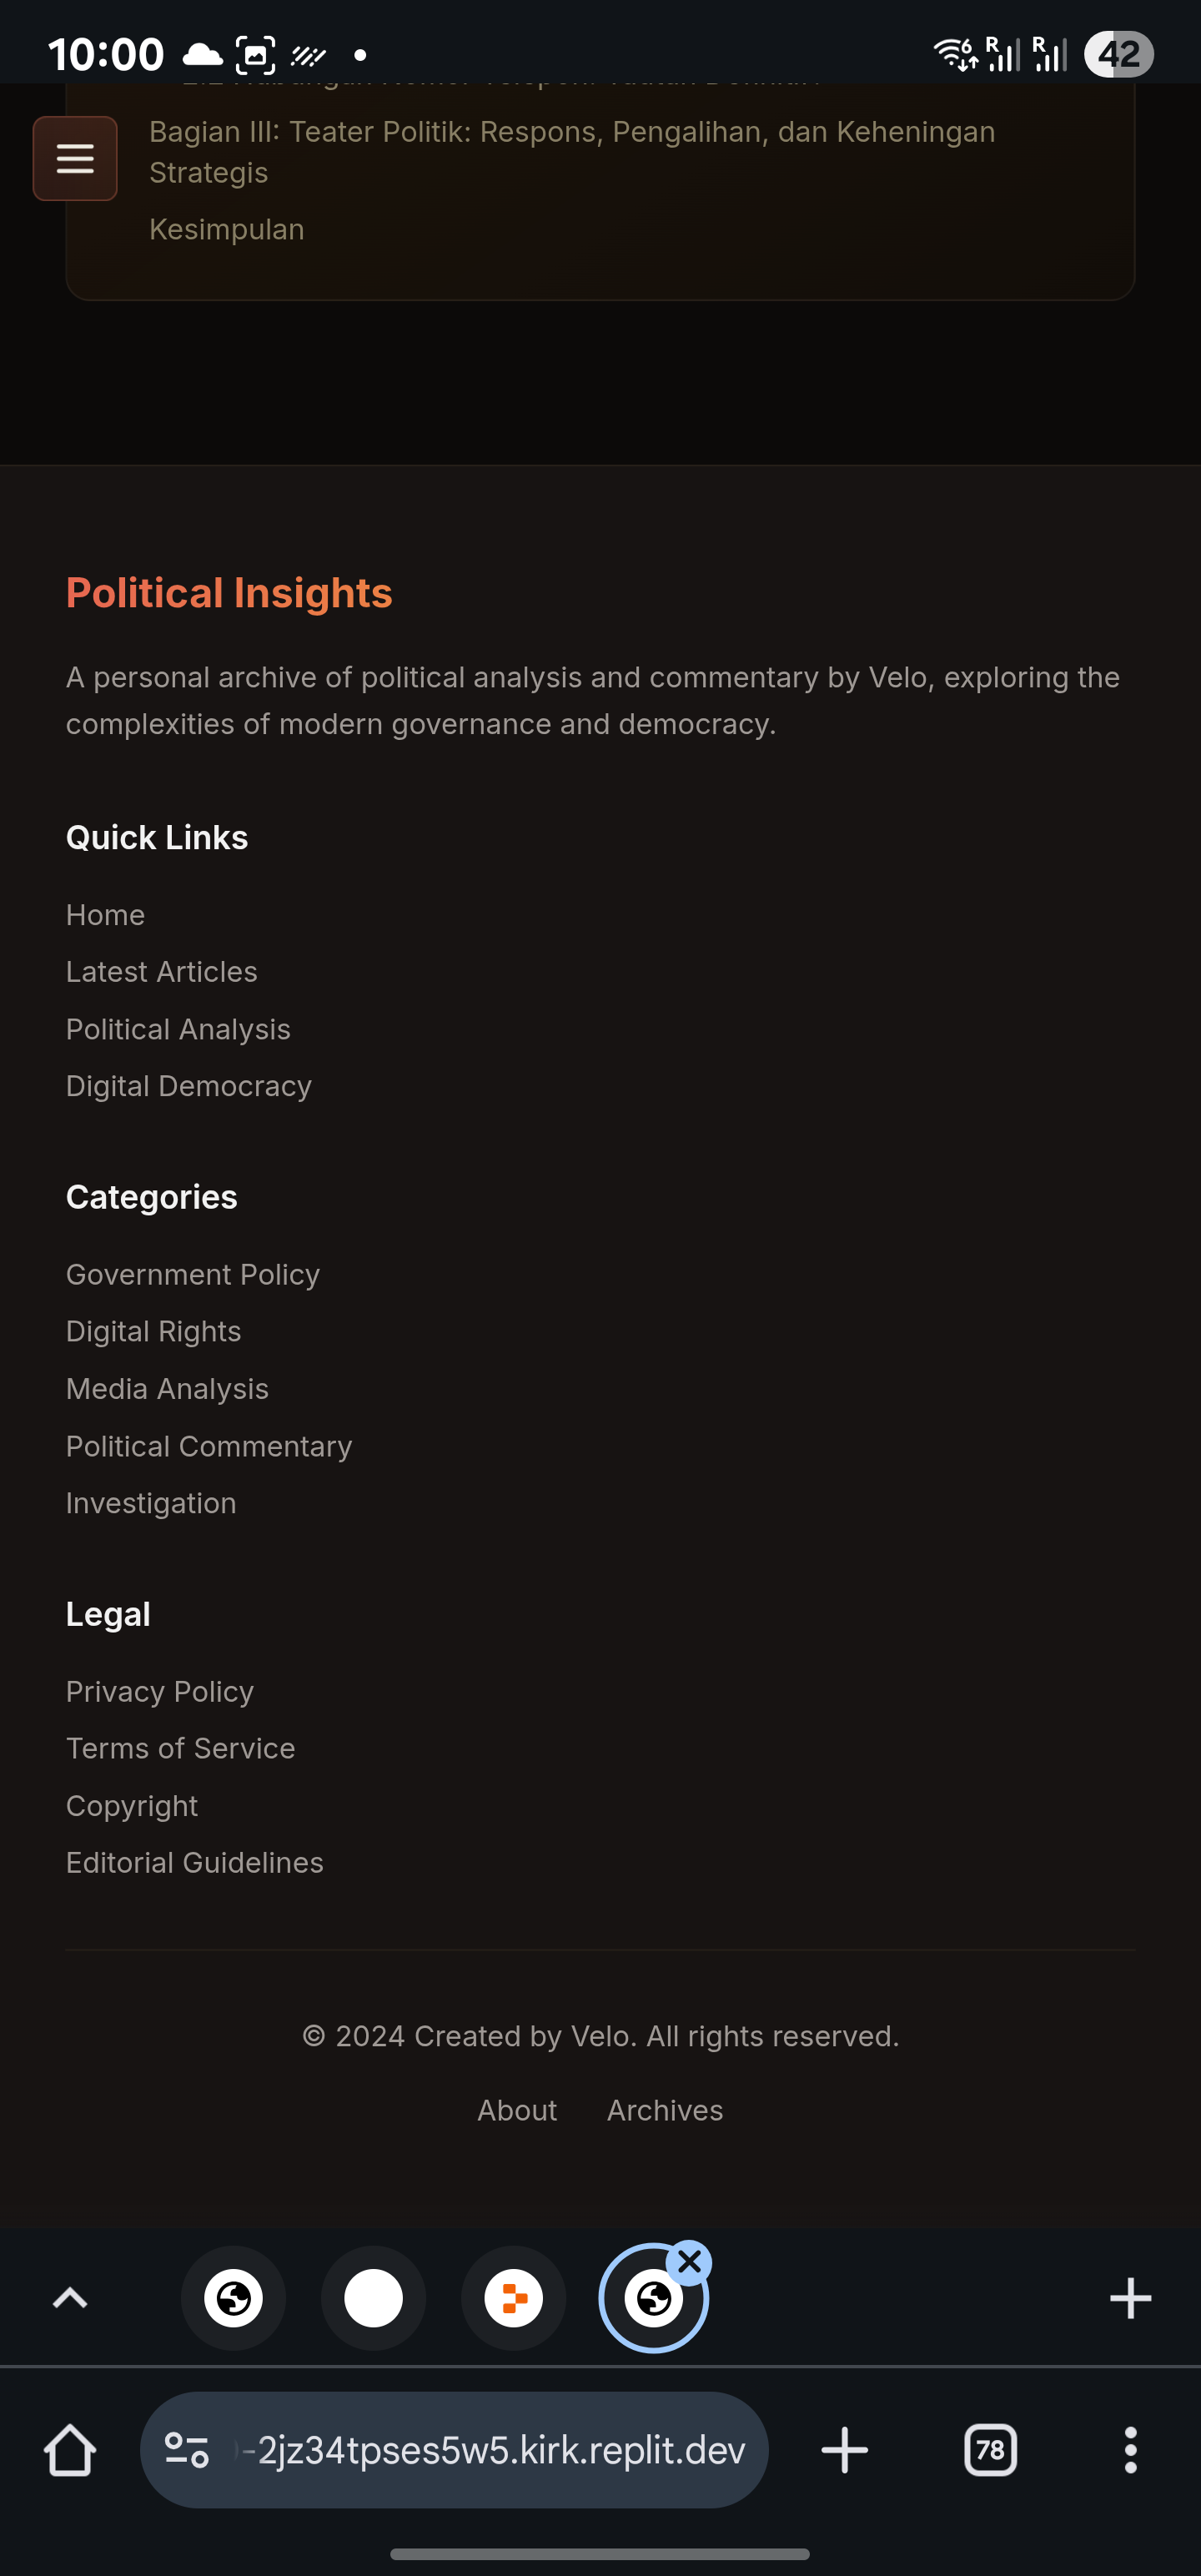 10:00
6 R R 42
Bagian III: Teater Politik: Respons, Pengalihan, dan Keheningan
Strategis
Kesimpulan
Political Insights
A personal archive of political analysis and commentary by Velo, exploring the
complexities of modern governance and democracy.
Quick Links
Home
Latest Articles
Political Analysis
Digital Democracy
Categories
Government Policy
Digital Rights
Media Analysis
Political Commentary
Investigation
Legal
Privacy Policy
Terms of Service
Copyright
Editorial Guidelines
© 2024 Created by Velo. All rights reserved.
About Archives
-2jz34tpses5w5.kirk.replit.dev
78